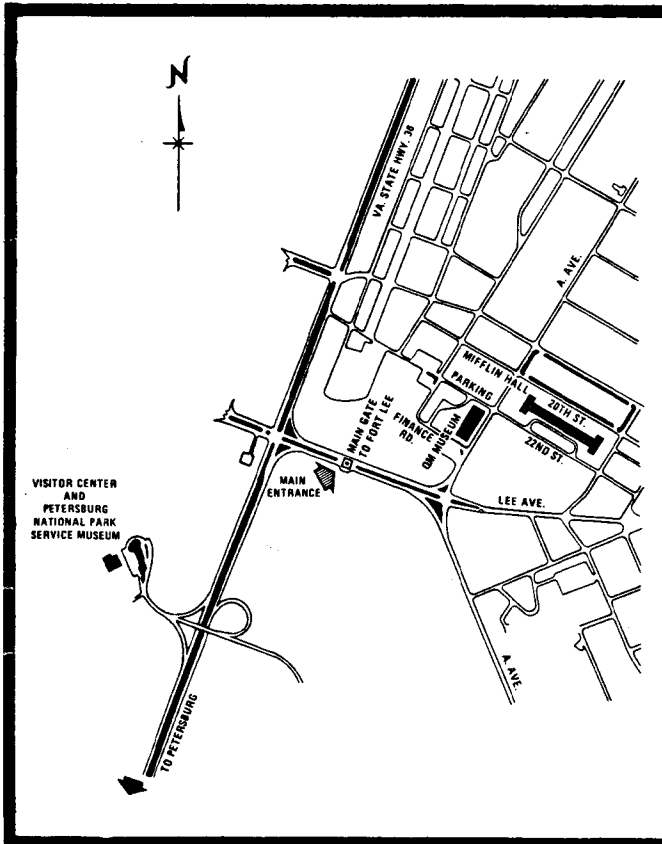 N
VA. STATE HWY. 36
A. AVE.
MIFFLIN HALL
PARKING
20TH ST.
22ND ST.
QM MUSEUM
FINANCE
RD.
MAIN GATE
TO FORT LEE
MAIN
ENTRANCE
LEE AVE.
VISITOR CENTER
AND
PETERSBURG
NATIONAL PARK
SERVICE MUSEUM
A. AVE.
TO PETERSBURG